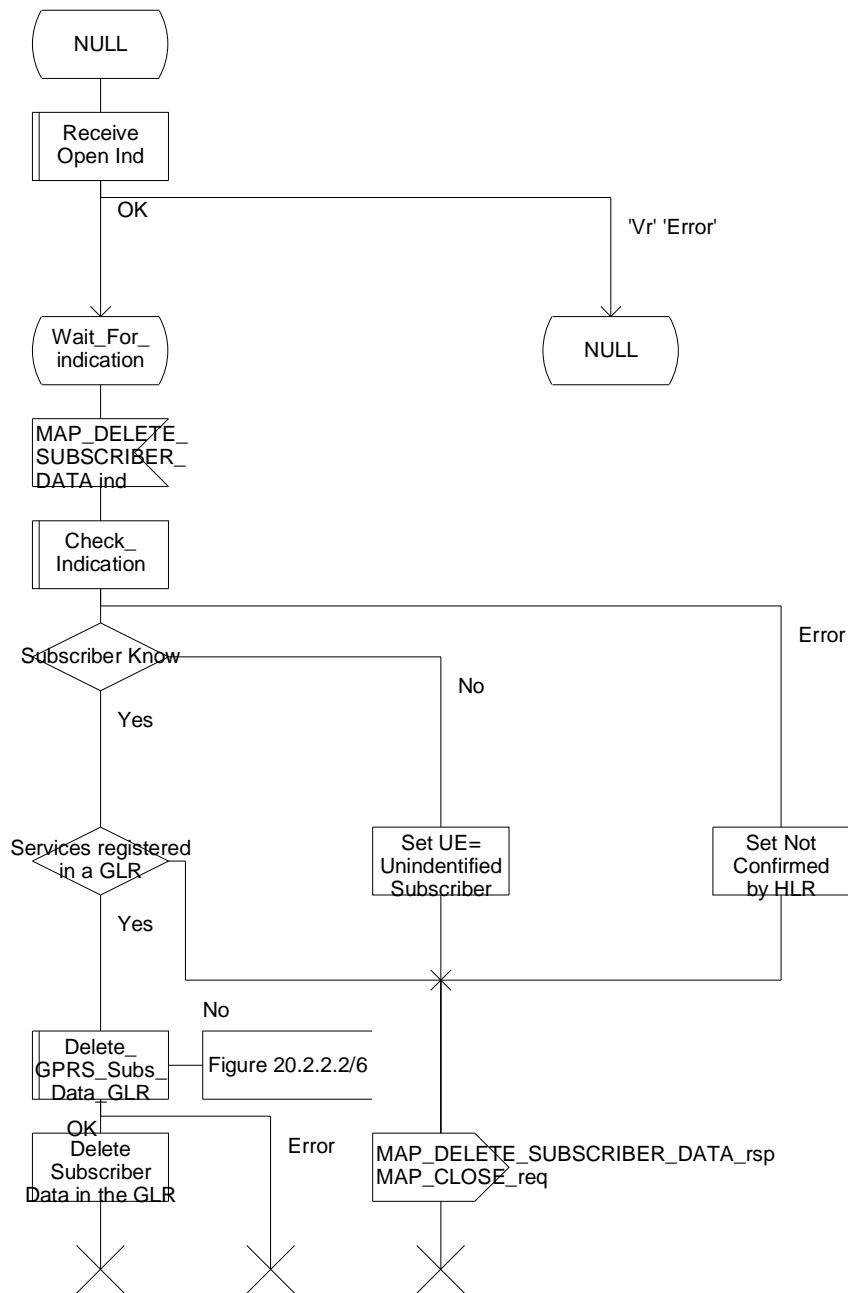 NULL
Receive
Open Ind
OK
'Vr' 'Error'
Wait_For_
indication
NULL
MAP_DELETE_
SUBSCRIBER_
DATA ind
Check_
Indication
Error
Subscriber Know
No
Yes
Services registered
in a GLR
Set UE=
Unindentified
Subscriber
Set Not
Confirmed
by HLR
Yes
No
Delete_
GPRS_Subs_
Data_GLR
Figure 20.2.2.2/6
OK
Error
Delete
Subscriber
Data in the GLR
MAP_DELETE_SUBSCRIBER_DATA_rsp
MAP_CLOSE_req